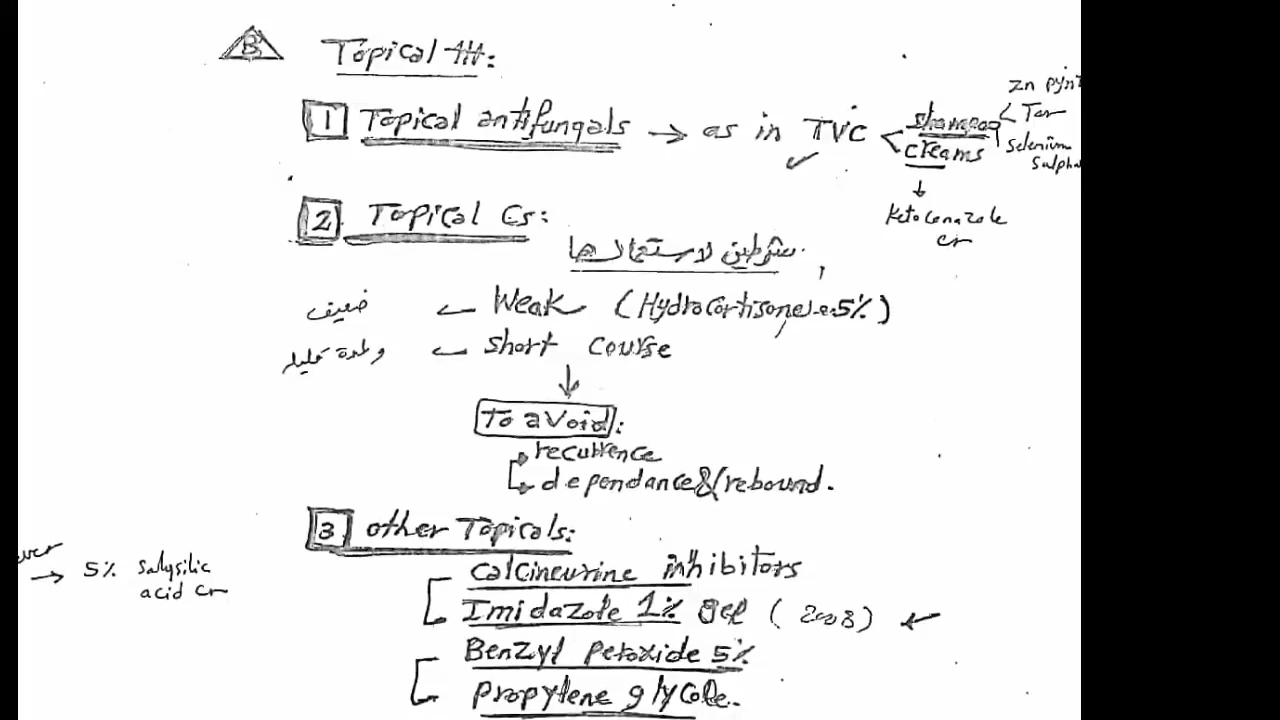 B Topical ttt:
1 Topical antifungals → as in TVC < shampoo
Zn pyrit
Tar
Selenium
Sulpha
creams
↓
Ketoconazole
cr
2 Topical Cs:
شرطين لاستعمالها
ضعيف ← Weak (Hydrocortisone 5%)
ولمدة قليلة ← short course
↓
To avoid:
recurrence
dependance & rebound.
3 other Topicals:
calcineurine inhibitors
→ 5% Salysilic
acid cr
Imidazole 1% gel (2008)
Benzyl peroxide 5%
propylene glycole.